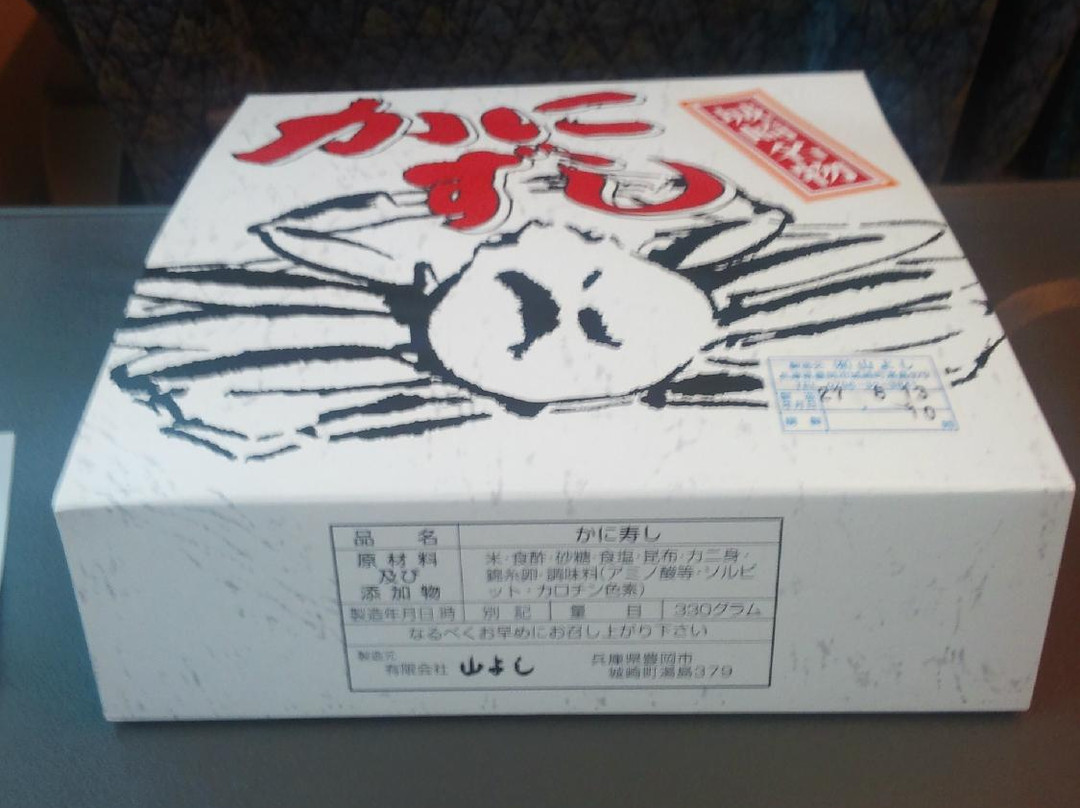 かに
ずし
27 6 13
10
品名 かに寿し
原材料及び添加物 米・食酢・砂糖・食塩・昆布・カニ身・
錦糸卵・調味料(アミノ酸等・ソルビ
ット・カロチン色素)
製造年月日時 別記 量目 330グラム
なるべくお早めにお召し上がり下さい
製造元
有限会社 山よし 兵庫県豊岡市
城崎町湯島379